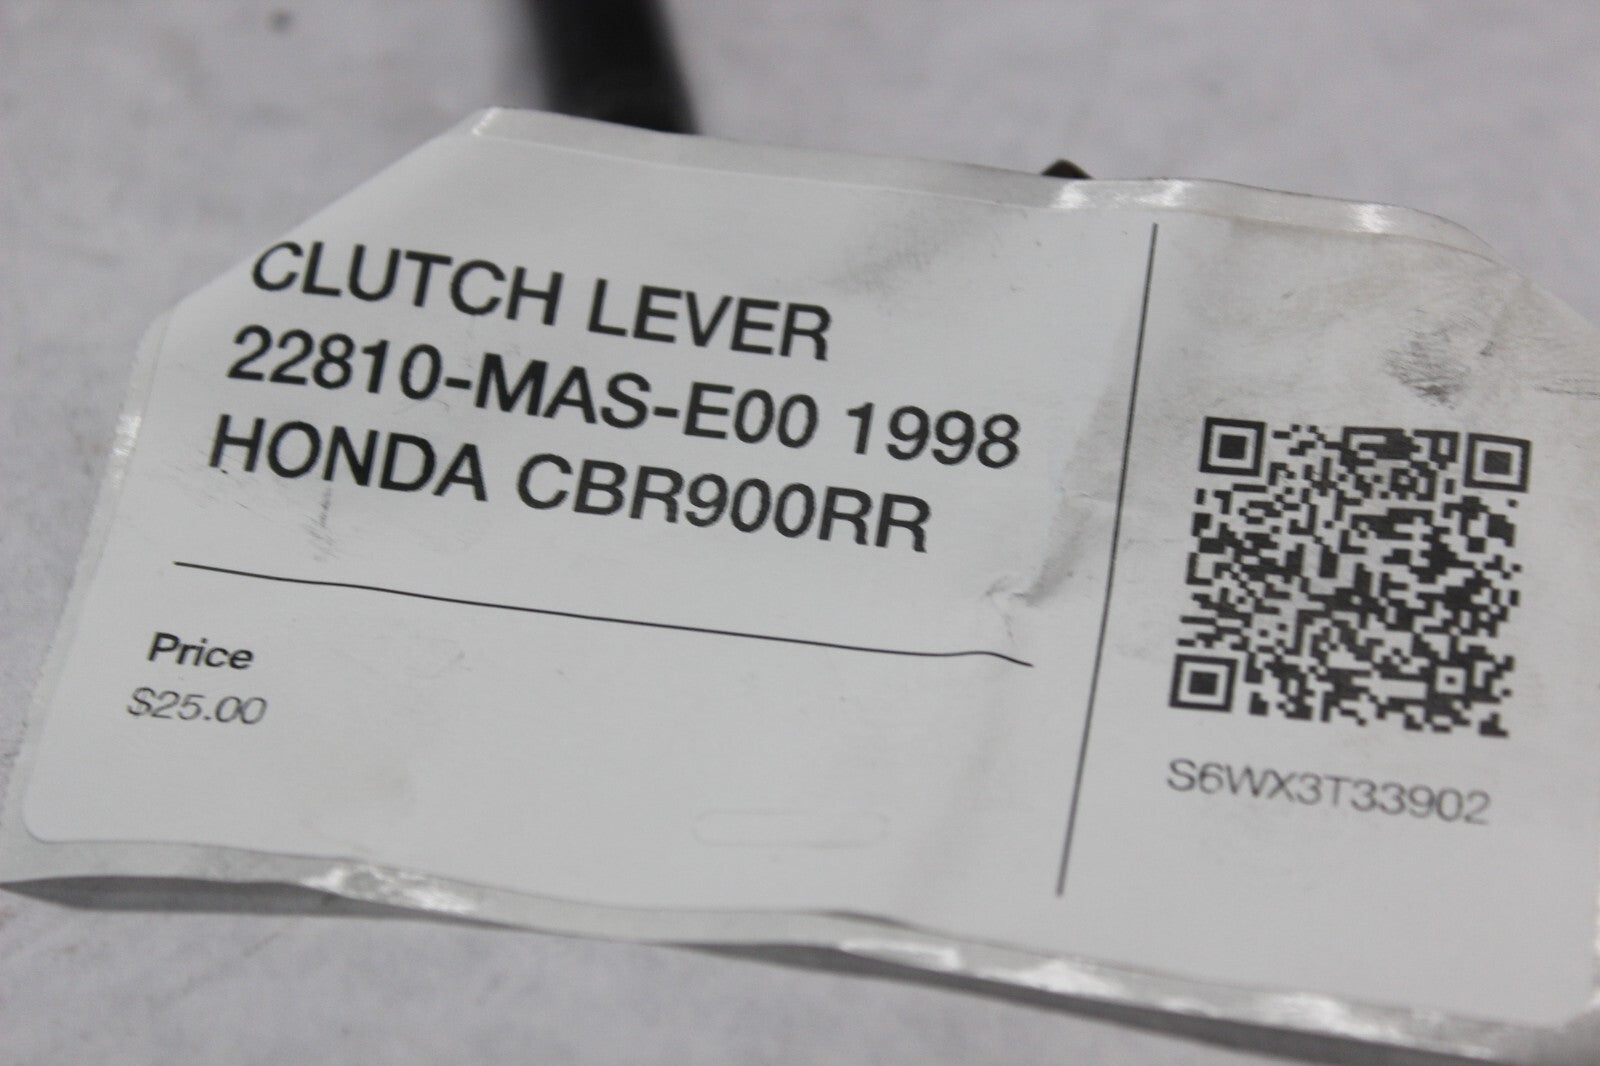 CLUTCH LEVER
22810-MAS-E00 1998
HONDA CBR900RR
Price
$25.00
S6WX3T33902